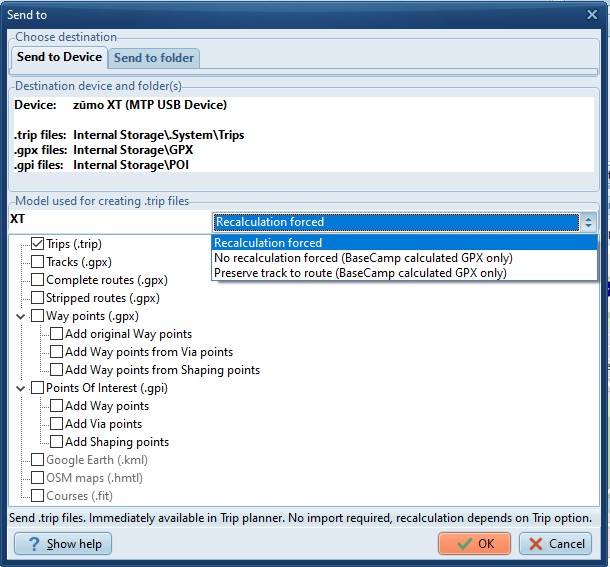 Send to
Choose destination
Send to Device Send to folder
Destination device and folder(s)
Device: zūmo XT (MTP USB Device)
.trip files: Internal Storage\.System\Trips
.gpx files: Internal Storage\GPX
.gpi files: Internal Storage\POI
Model used for creating .trip files
XT Recalculation forced
Recalculation forced
No recalculation forced (BaseCamp calculated GPX only)
Preserve track to route (BaseCamp calculated GPX only)
Trips (.trip)
Tracks (.gpx)
Complete routes (.gpx)
Stripped routes (.gpx)
Way points (.gpx)
Add original Way points
Add Way points from Via points
Add Way points from Shaping points
Points Of Interest (.gpi)
Add Way points
Add Via points
Add Shaping points
Google Earth (.kml)
OSM maps (.hmtl)
Courses (.fit)
Send .trip files. Immediately available in Trip planner. No import required, recalculation depends on Trip option.
? Show help OK Cancel